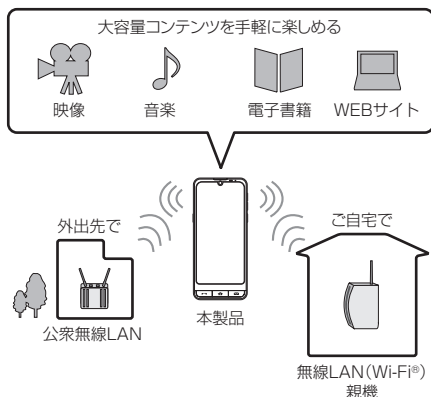 大容量コンテンツを手軽に楽しめる
映像
音楽
電子書籍
WEBサイト
外出先で
ご自宅で
公衆無線LAN
本製品
無線LAN(Wi-Fi®)
親機